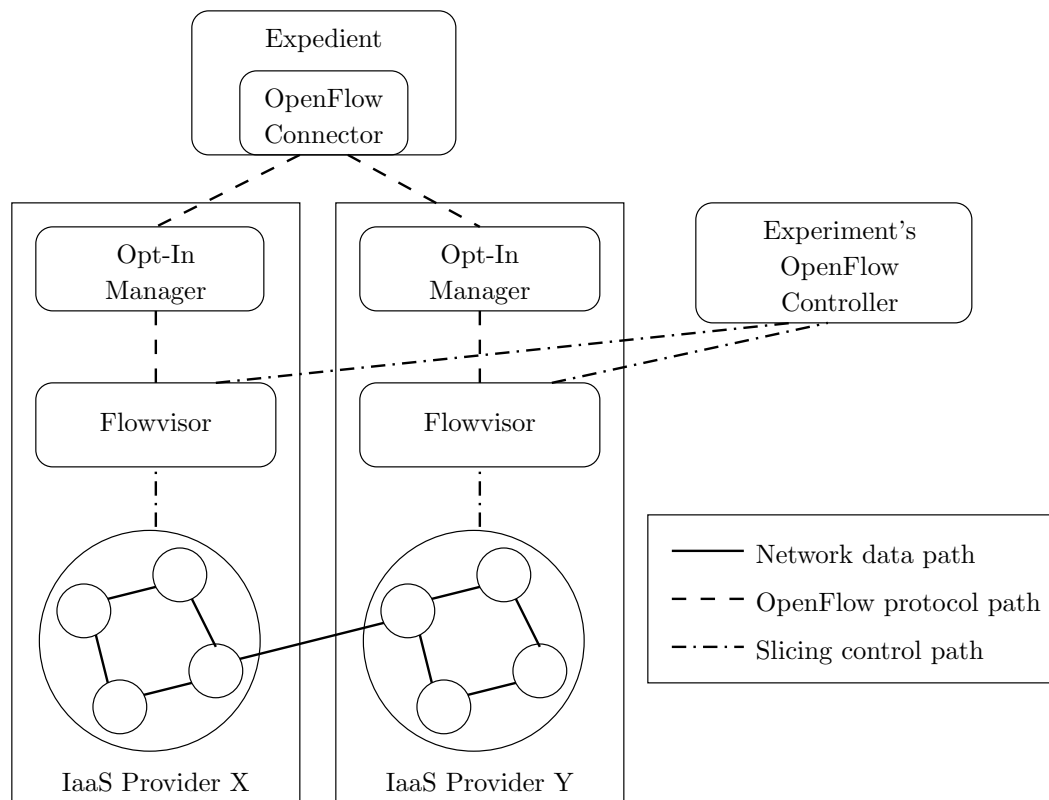 Expedient
OpenFlow
Connector
Opt-In
Manager
Opt-In
Manager
Experiment's
OpenFlow
Controller
Flowvisor
Flowvisor
Network data path
OpenFlow protocol path
Slicing control path
IaaS Provider X
IaaS Provider Y